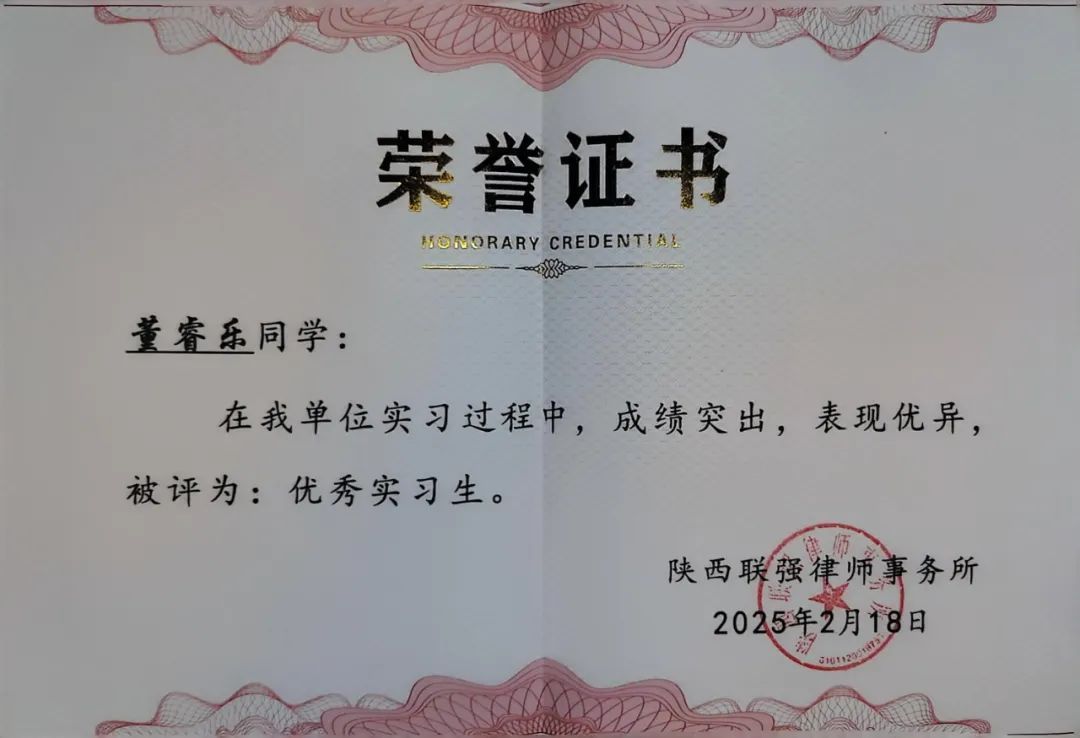 荣誉证书
HONORARY CREDENTIAL
董睿乐同学：
在我单位实习过程中，成绩突出，表现优异，
被评为：优秀实习生。
陕西联强律师事务所
2025年2月18日